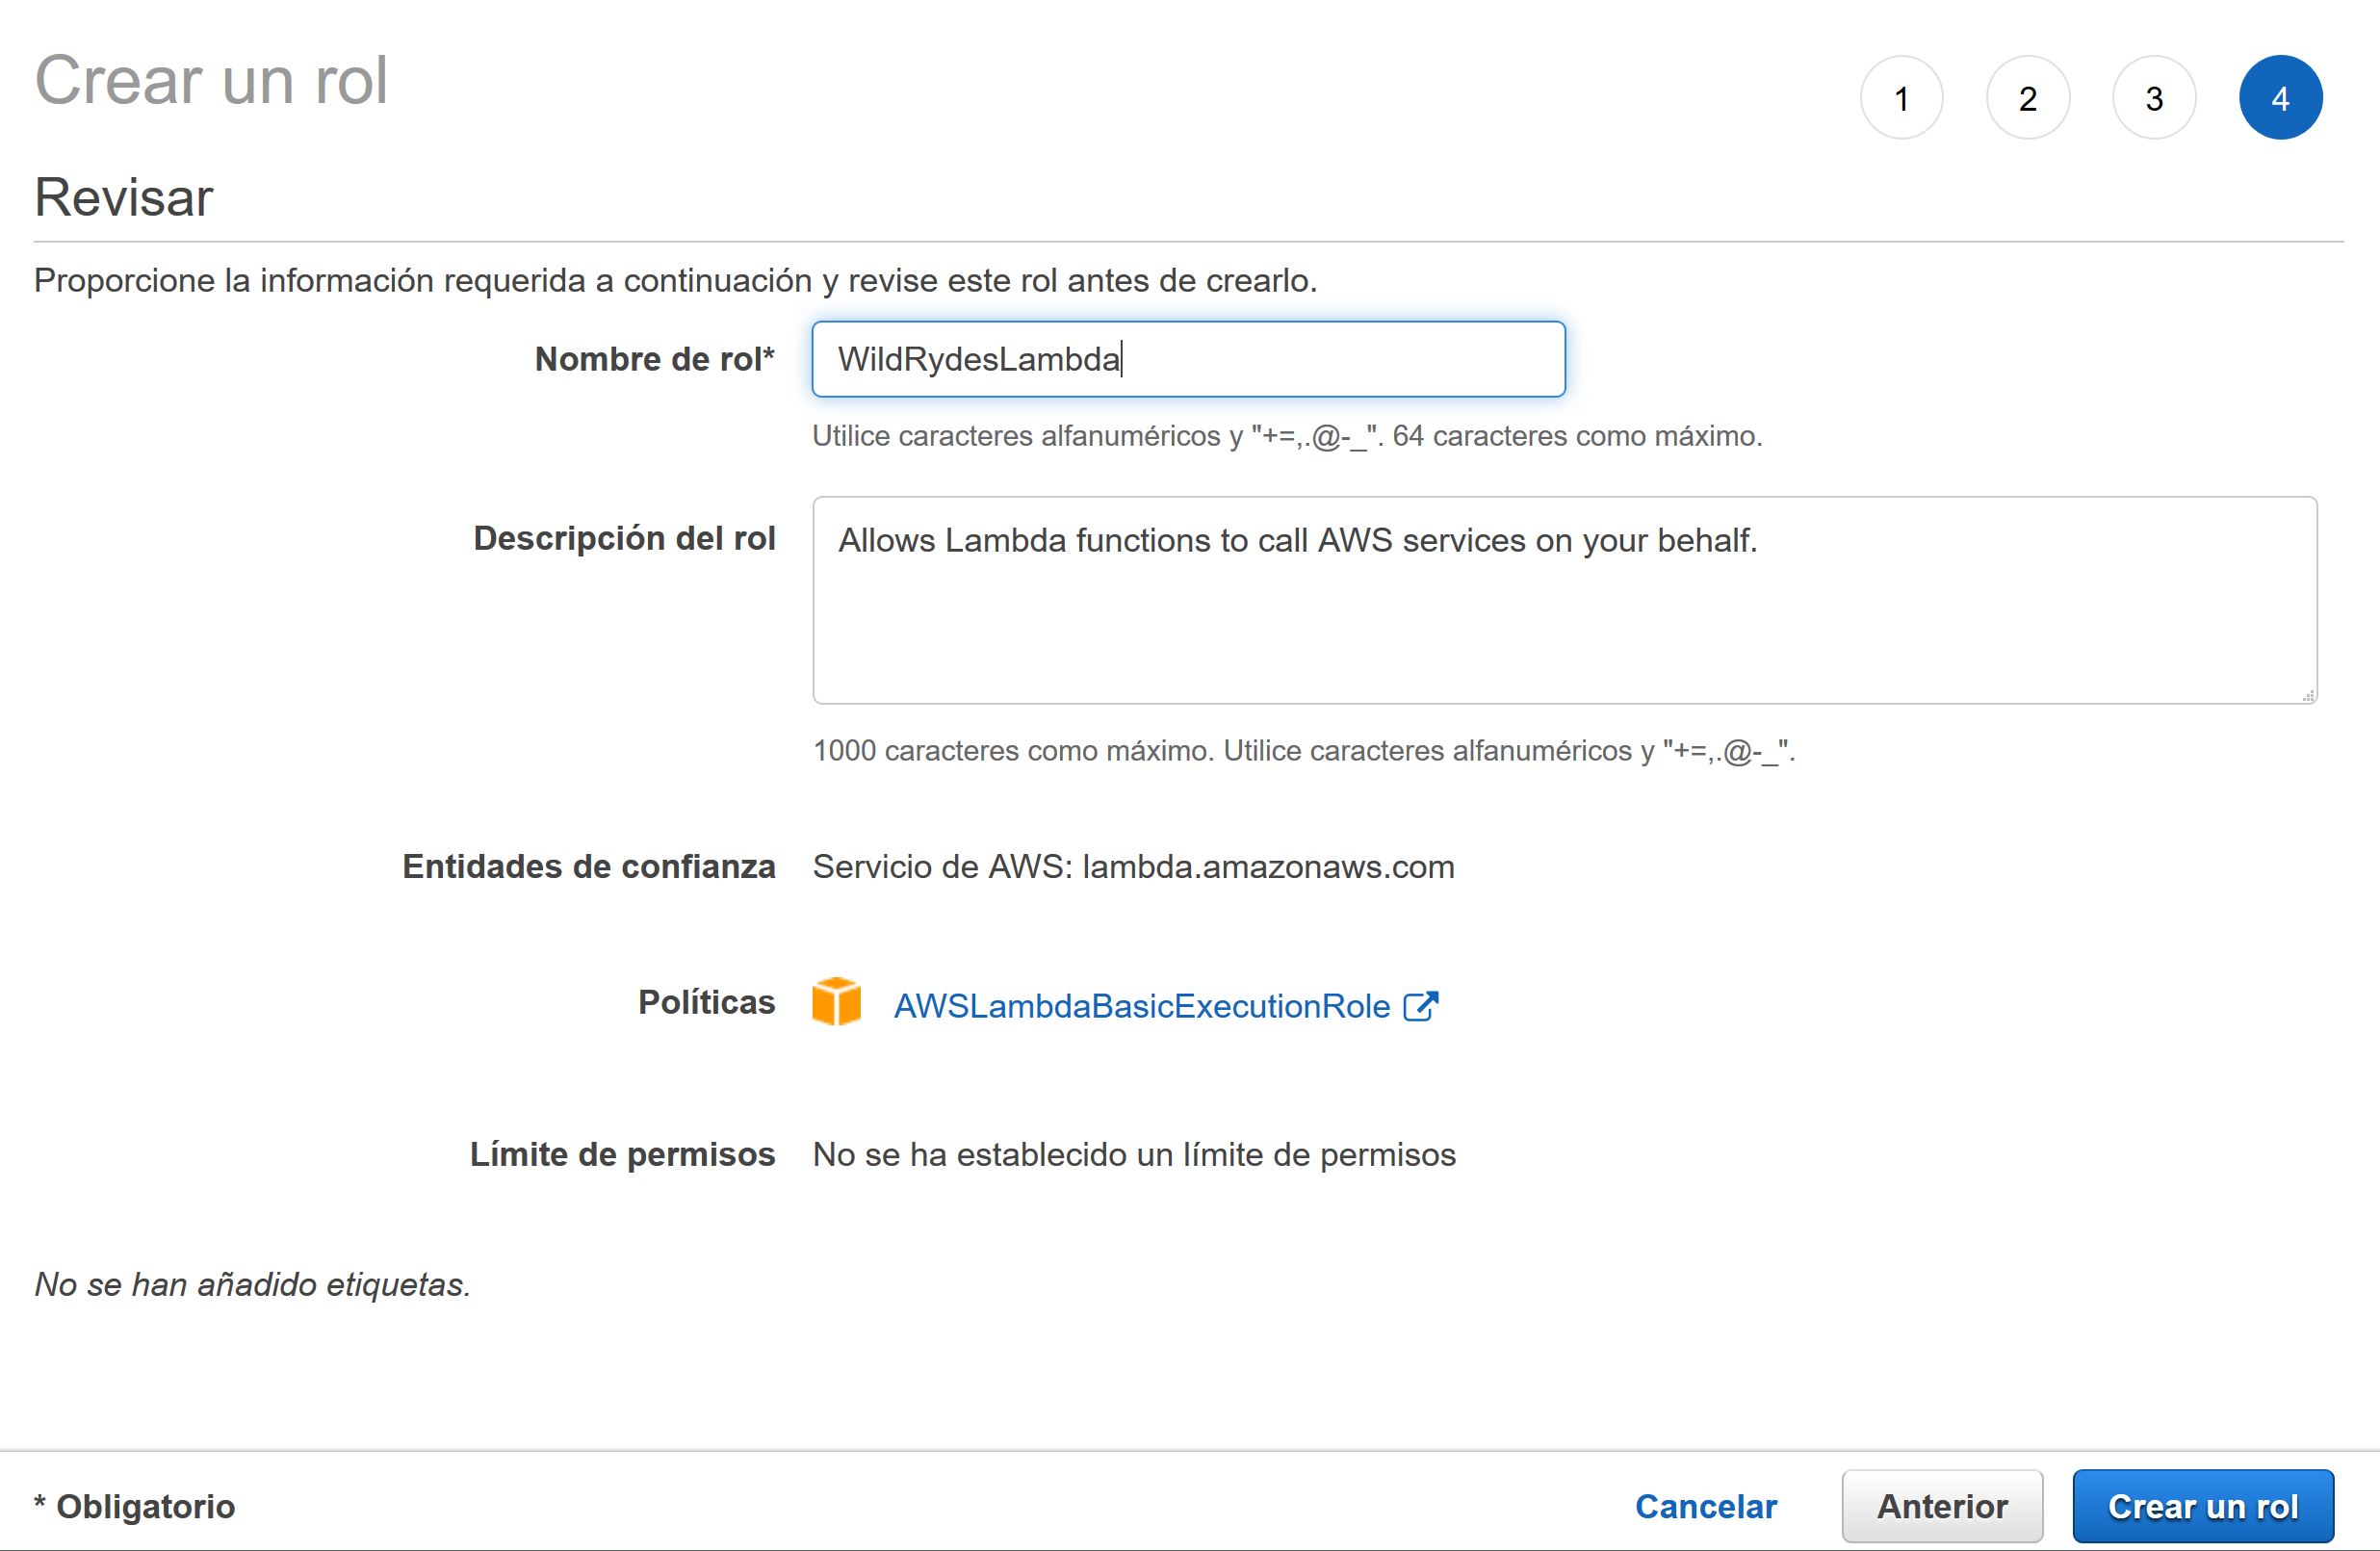 Crear un rol
1 2 3 4
Revisar
Proporcione la información requerida a continuación y revise este rol antes de crearlo.
Nombre de rol* WildRydesLambda
Utilice caracteres alfanuméricos y "+=,.@-_". 64 caracteres como máximo.
Descripción del rol Allows Lambda functions to call AWS services on your behalf.
1000 caracteres como máximo. Utilice caracteres alfanuméricos y "+=,.@-_".
Entidades de confianza Servicio de AWS: lambda.amazonaws.com
Políticas AWSLambdaBasicExecutionRole
Límite de permisos No se ha establecido un límite de permisos
No se han añadido etiquetas.
* Obligatorio Cancelar Anterior Crear un rol